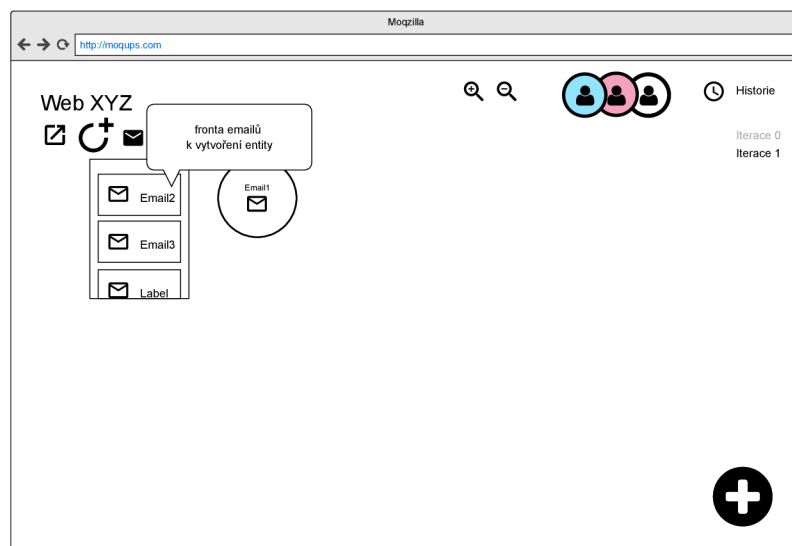 Moqzilla
http://moqups.com
Web XYZ
Historie
Iterace 0
Iterace 1
fronta emailů
k vytvoření entity
Email1
Email2
Email3
Label